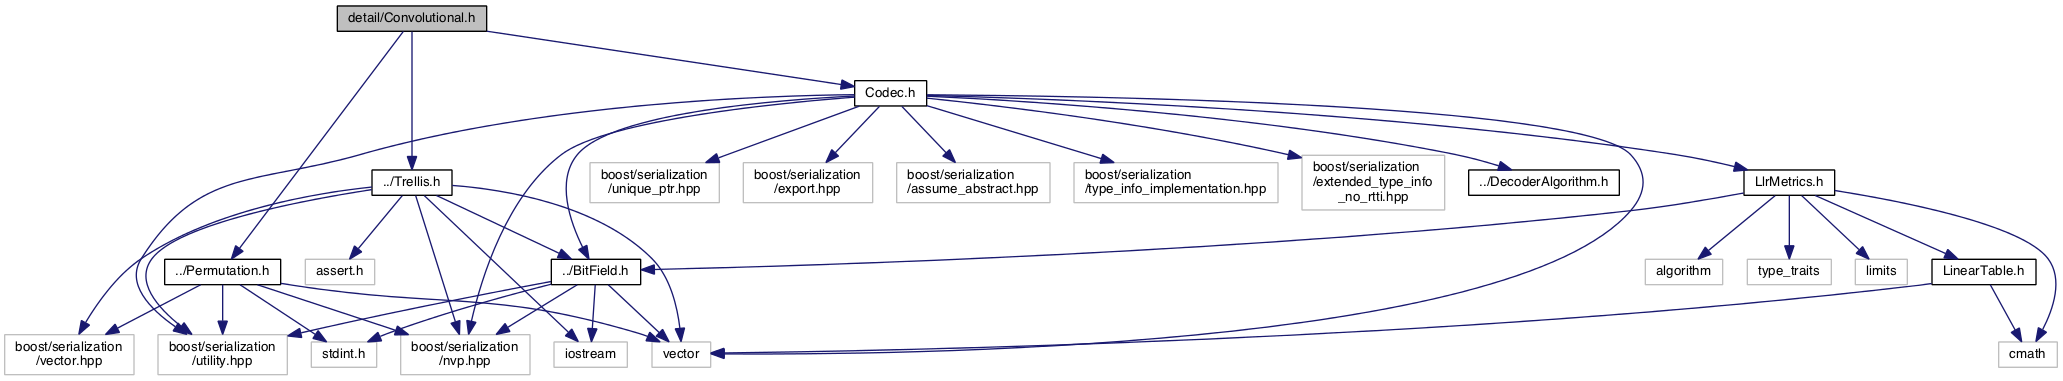 detail/Convolutional.h
Codec.h
../Trellis.h
boost/serialization
/unique_ptr.hpp
boost/serialization
/export.hpp
boost/serialization
/assume_abstract.hpp
boost/serialization
/type_info_implementation.hpp
boost/serialization
/extended_type_info
_no_rtti.hpp
../DecoderAlgorithm.h
LlrMetrics.h
../Permutation.h
assert.h
../BitField.h
algorithm
type_traits
limits
LinearTable.h
boost/serialization
/vector.hpp
boost/serialization
/utility.hpp
stdint.h
boost/serialization
/nvp.hpp
iostream
vector
cmath